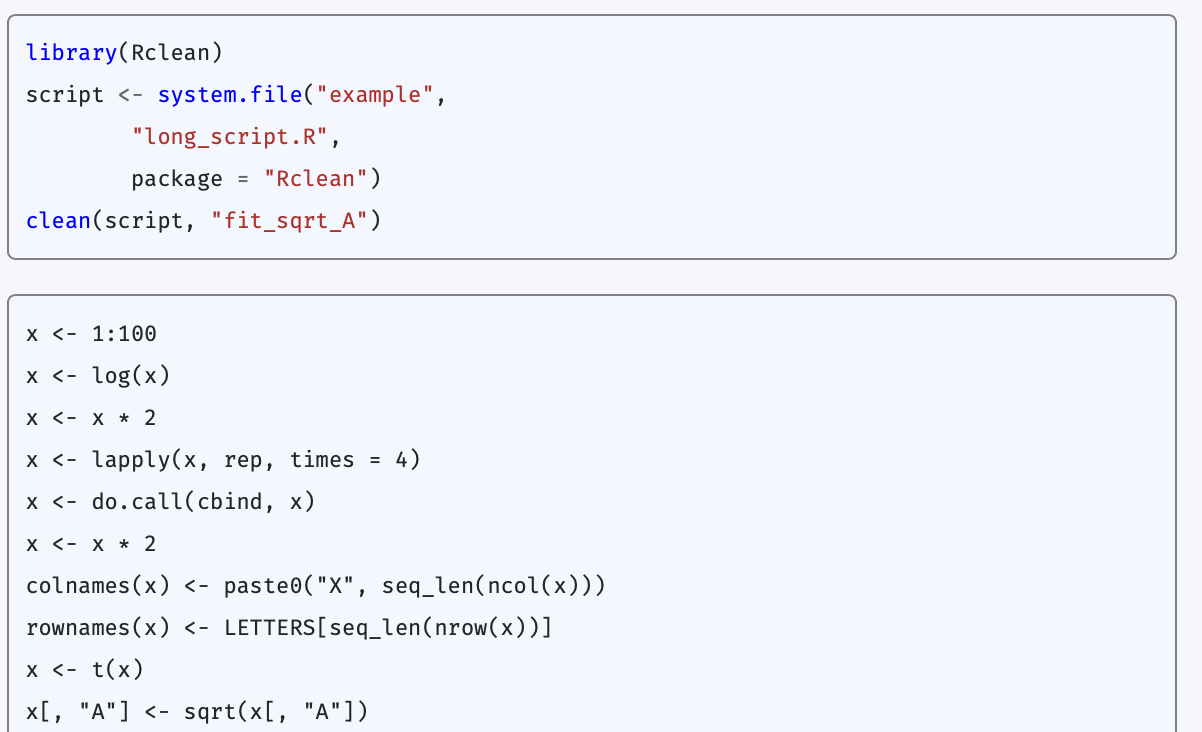 library(Rclean)
script <- system.file("example",
        "long_script.R",
        package = "Rclean")
clean(script, "fit_sqrt_A")
x <- 1:100
x <- log(x)
x <- x * 2
x <- lapply(x, rep, times = 4)
x <- do.call(cbind, x)
x <- x * 2
colnames(x) <- paste0("X", seq_len(ncol(x)))
rownames(x) <- LETTERS[seq_len(nrow(x))]
x <- t(x)
x[, "A"] <- sqrt(x[, "A"])